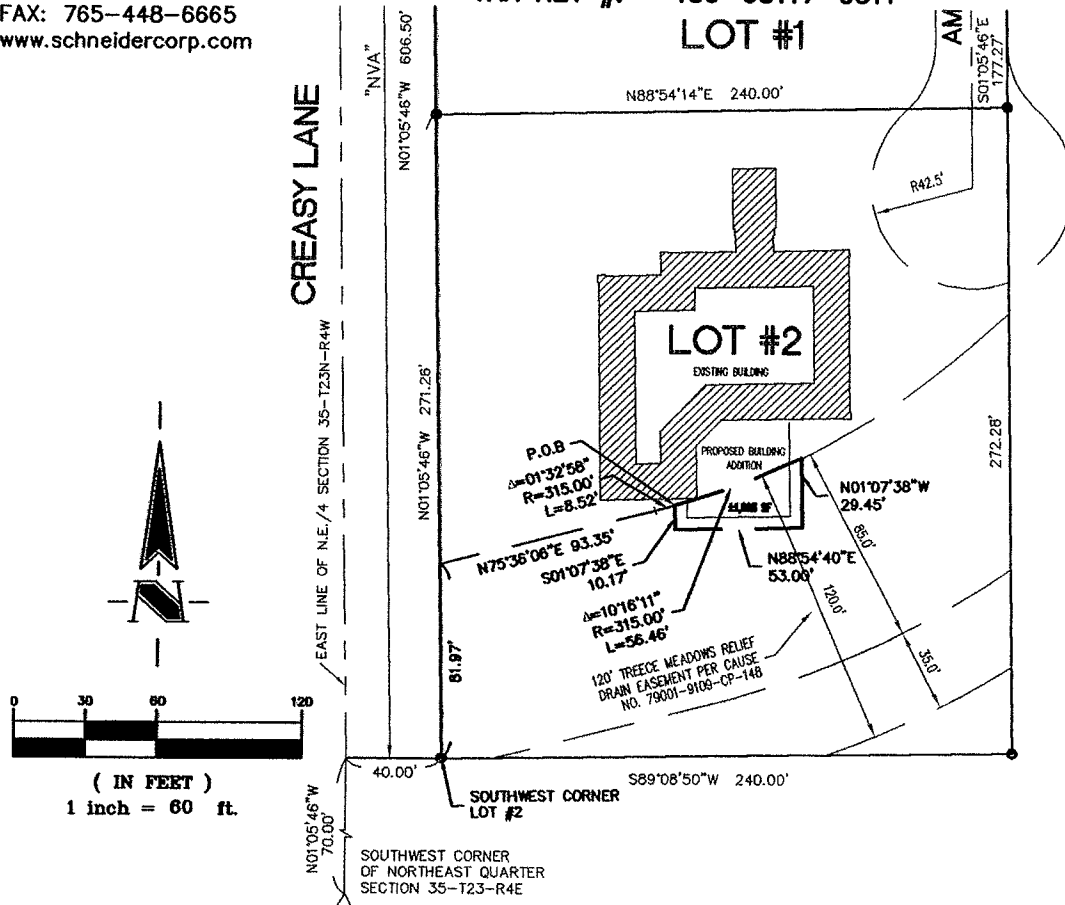 FAX: 765-448-6665
www.schneidercorp.com
LOT #1
AM
S01°05'46"E
177.27'
"NVA"
N01°05'46"W 606.50'
N88°54'14"E 240.00'
CREASY LANE
R42.5'
EAST LINE OF N.E./4 SECTION 35-T23N-R4W
N01°05'46"W 271.26'
LOT #2
EXISTING BUILDING
272.28'
P.O.B
Δ=01°32'58"
R=315.00'
L=8.52'
PROPOSED BUILDING
ADDITION
SF
N01°07'38"W
29.45'
N75°36'06"E 93.35'
S01°07'38"E
10.17'
N88°54'40"E
53.00'
85.0'
120.0'
35.0'
Δ=10°16'11"
R=315.00'
L=56.46'
81.97'
120' TREECE MEADOWS RELIEF
DRAIN EASEMENT PER CAUSE
NO. 79001-9109-CP-148
N
0 30 60 120
( IN FEET )
1 inch = 60 ft.
40.00'
S89°08'50"W 240.00'
SOUTHWEST CORNER
LOT #2
N01°05'46"W
70.00'
SOUTHWEST CORNER
OF NORTHEAST QUARTER
SECTION 35-T23-R4E